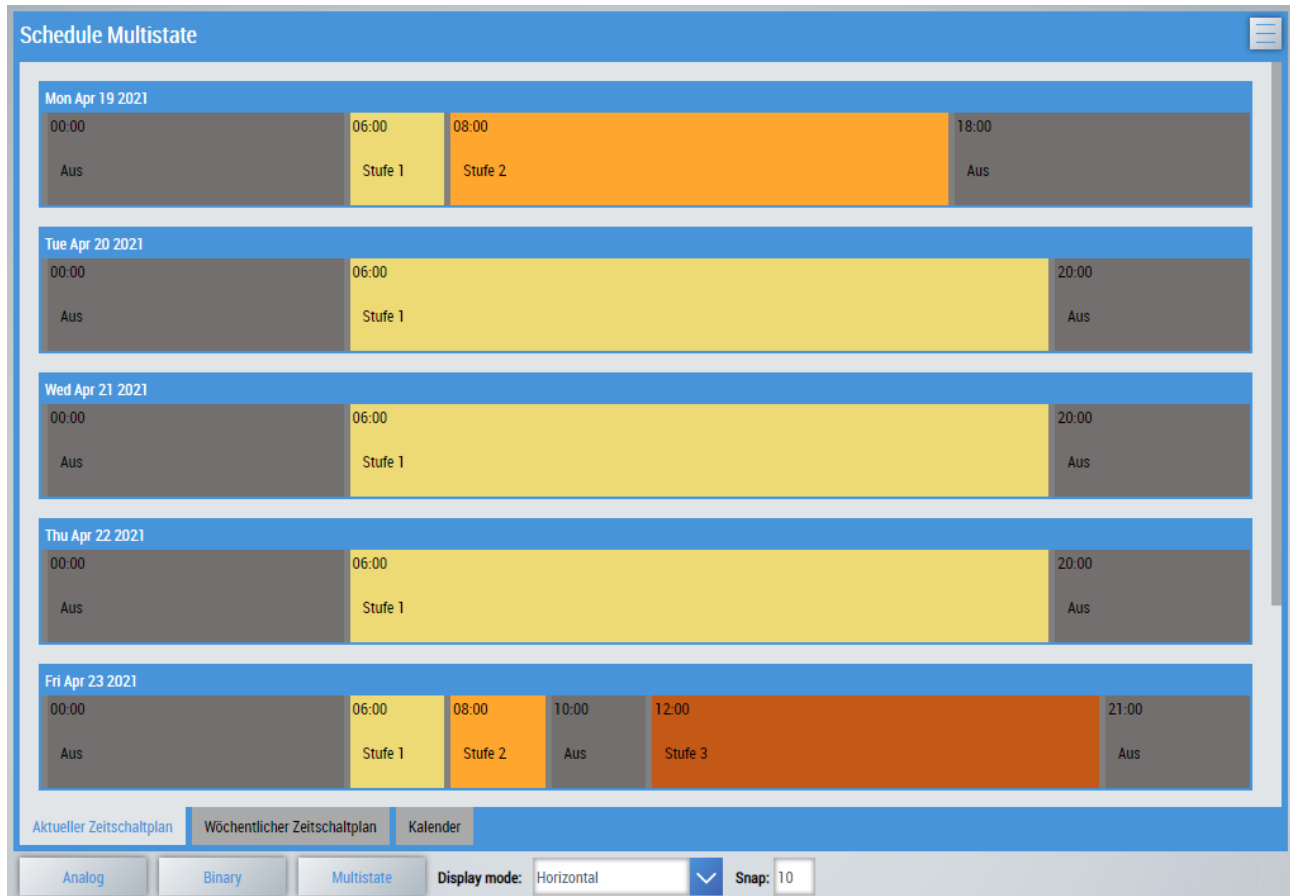 Schedule Multistate
Mon Apr 19 2021
00:00 06:00 08:00 18:00
Aus Stufe 1 Stufe 2 Aus
Tue Apr 20 2021
00:00 06:00 20:00
Aus Stufe 1 Aus
Wed Apr 21 2021
00:00 06:00 20:00
Aus Stufe 1 Aus
Thu Apr 22 2021
00:00 06:00 20:00
Aus Stufe 1 Aus
Fri Apr 23 2021
00:00 06:00 08:00 10:00 12:00 21:00
Aus Stufe 1 Stufe 2 Aus Stufe 3 Aus
Aktueller Zeitschaltplan Wöchentlicher Zeitschaltplan Kalender
Analog Binary Multistate Display mode: Horizontal Snap: 10